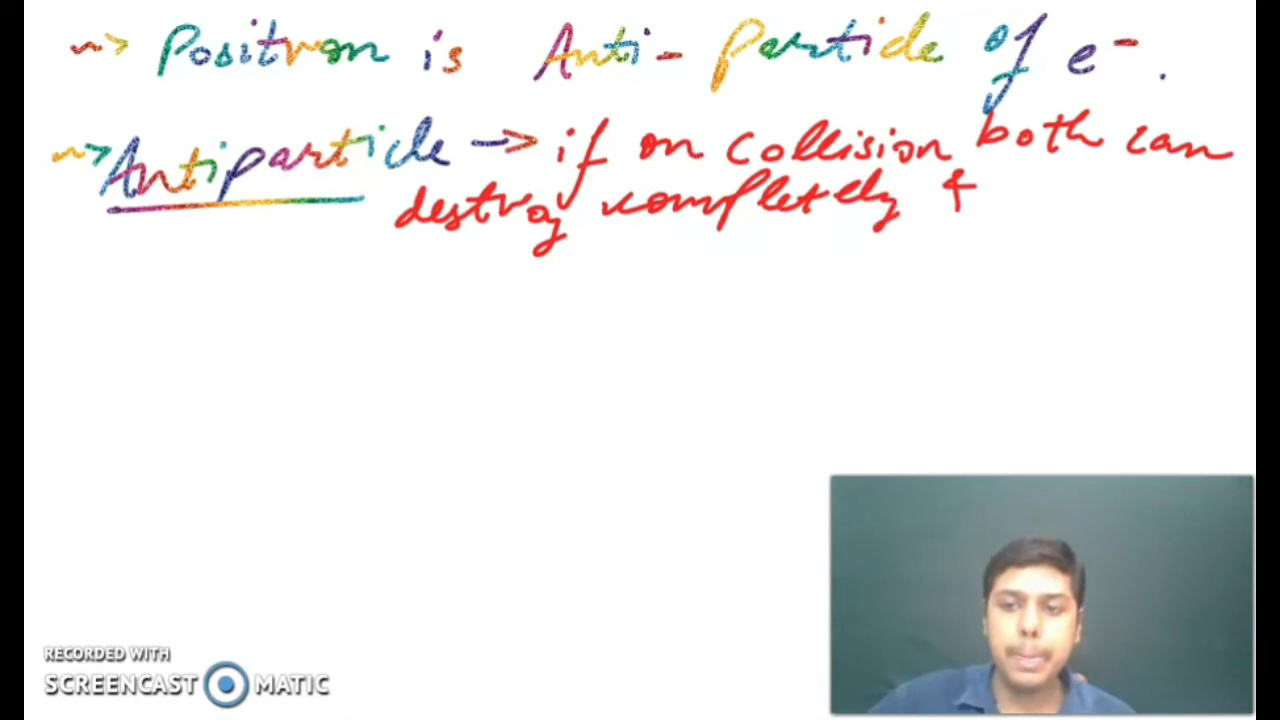 ~> Positron is Anti-Particle of e⁻.
~> Antiparticle -> if on collision both can
destroy completely &
RECORDED WITH
SCREENCAST MATIC